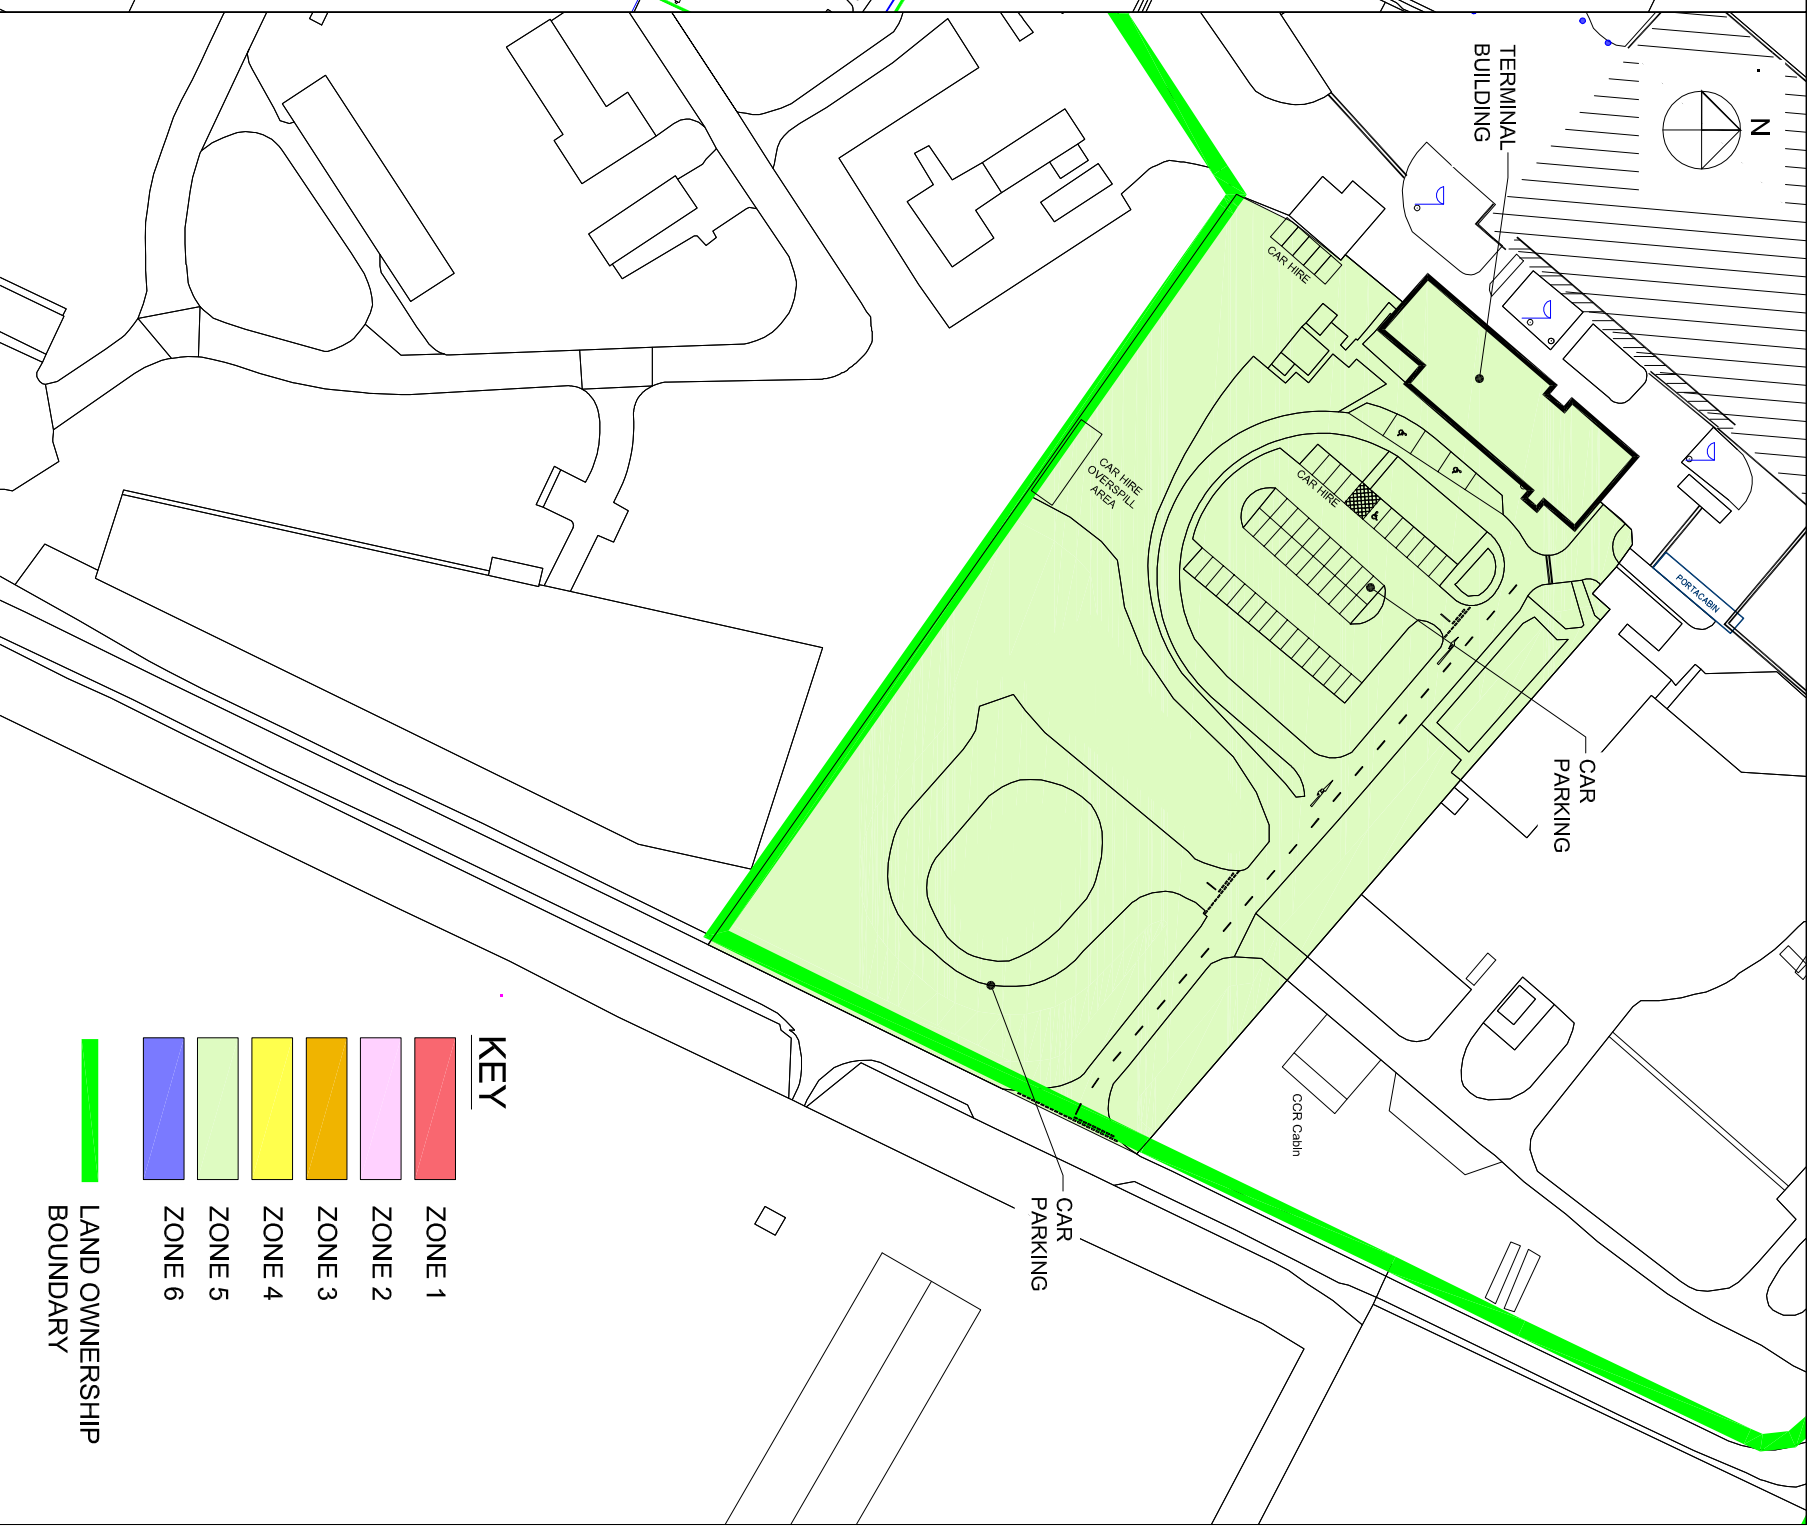 N
TERMINAL
BUILDING
CAR HIRE
CAR HIRE
CAR HIRE
OVERSPILL
AREA
PORTACABIN
CAR
PARKING
CCR Cabin
CAR
PARKING
KEY
ZONE 1
ZONE 2
ZONE 3
ZONE 4
ZONE 5
ZONE 6
LAND OWNERSHIP
BOUNDARY